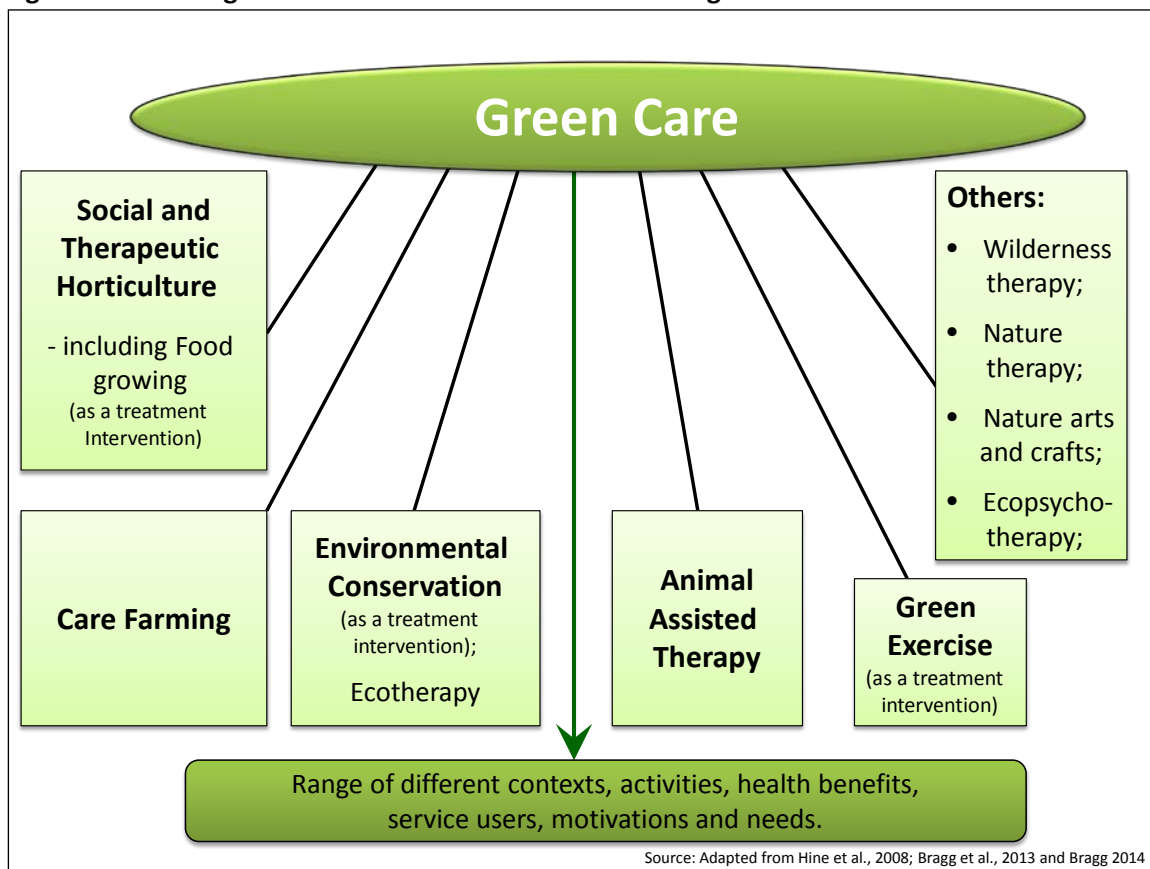 Green Care
Social and
Therapeutic
Horticulture
- including Food
growing
(as a treatment
Intervention)
Care Farming
Environmental
Conservation
(as a treatment
intervention);
Ecotherapy
Animal
Assisted
Therapy
Green
Exercise
(as a treatment
intervention)
Others:
• Wilderness
therapy;
• Nature
therapy;
• Nature arts
and crafts;
• Ecopsycho-
therapy;
Range of different contexts, activities, health benefits,
service users, motivations and needs.
Source: Adapted from Hine et al., 2008; Bragg et al., 2013 and Bragg 2014